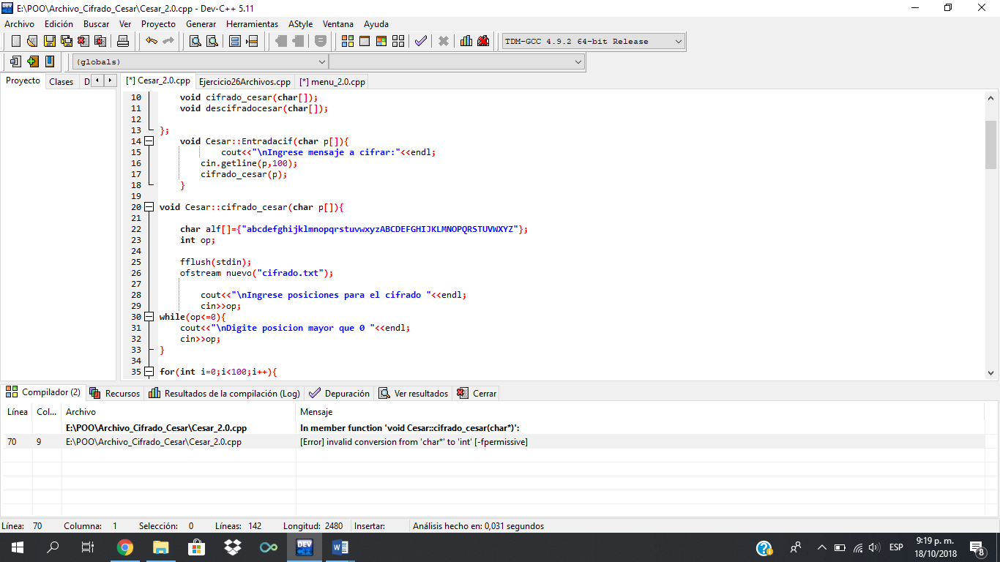 E:\POO\Archivo_Cifrado_Cesar\Cesar_2.0.cpp - Dev-C++ 5.11
Archivo Edición Buscar Ver Proyecto Generar Herramientas AStyle Ventana Ayuda
TDM-GCC 4.9.2 64-bit Release
(globals)
Proyecto Clases D [*] Cesar_2.0.cpp Ejercicio26Archivos.cpp [*] menu_2.0.cpp
10 void cifrado_cesar(char[]);
11 void descifradocesar(char[]);
12
13 };
14 void Cesar::Entradacif(char p[]){
15 cout<<"\nIngrese mensaje a cifrar:"<<endl;
16 cin.getline(p,100);
17 cifrado_cesar(p);
18 }
19
20 void Cesar::cifrado_cesar(char p[]){
21
22 char alf[]={"abcdefghijklmnopqrstuvwxyzABCDEFGHIJKLMNOPQRSTUVWXYZ"};
23 int op;
24
25 fflush(stdin);
26 ofstream nuevo("cifrado.txt");
27
28 cout<<"\nIngrese posiciones para el cifrado "<<endl;
29 cin>>op;
30 while(op<=0){
31 cout<<"\nDigite posicion mayor que 0 "<<endl;
32 cin>>op;
33 }
34
35 for(int i=0;i<100;i++){
Compilador (2) Recursos Resultados de la compilación (Log) Depuración Ver resultados Cerrar
Línea Col... Archivo Mensaje
E:\POO\Archivo_Cifrado_Cesar\Cesar_2.0.cpp In member function 'void Cesar::cifrado_cesar(char*)':
70 9 E:\POO\Archivo_Cifrado_Cesar\Cesar_2.0.cpp [Error] invalid conversion from 'char*' to 'int' [-fpermissive]
Línea: 70 Columna: 1 Selección: 0 Líneas: 142 Longitud: 2480 Insertar: Análisis hecho en: 0,031 segundos
ESP 9:19 p. m.
18/10/2018 8